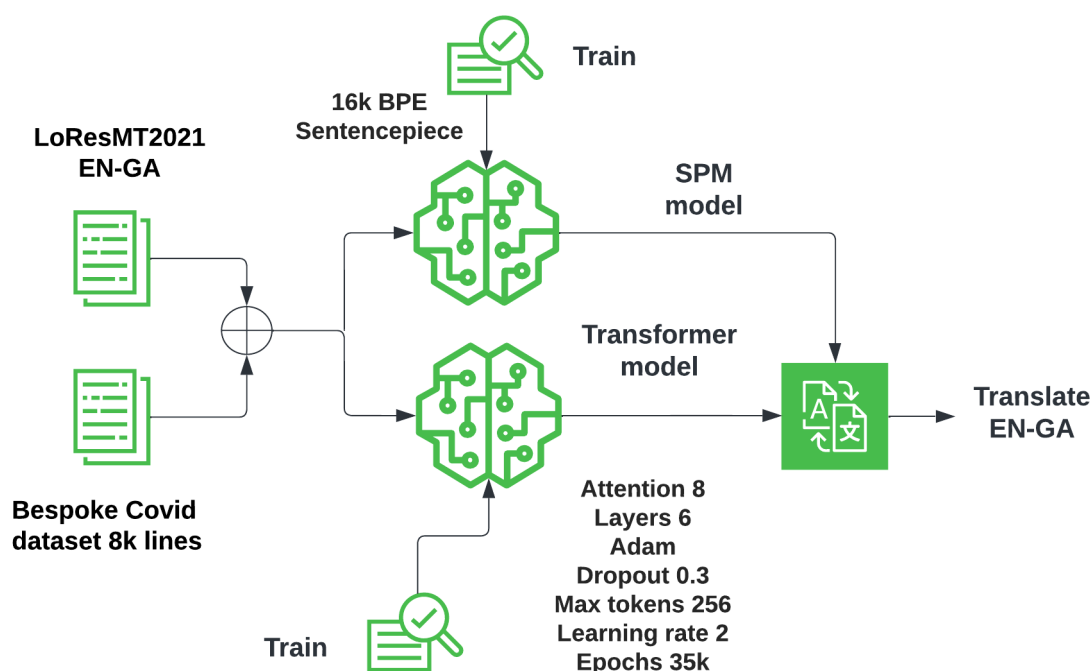 Train
16k BPE
Sentencepiece
LoResMT2021
EN-GA
SPM
model
Transformer
model
A
文
Translate
EN-GA
Bespoke Covid
dataset 8k lines
Attention 8
Layers 6
Adam
Dropout 0.3
Max tokens 256
Learning rate 2
Epochs 35k
Train